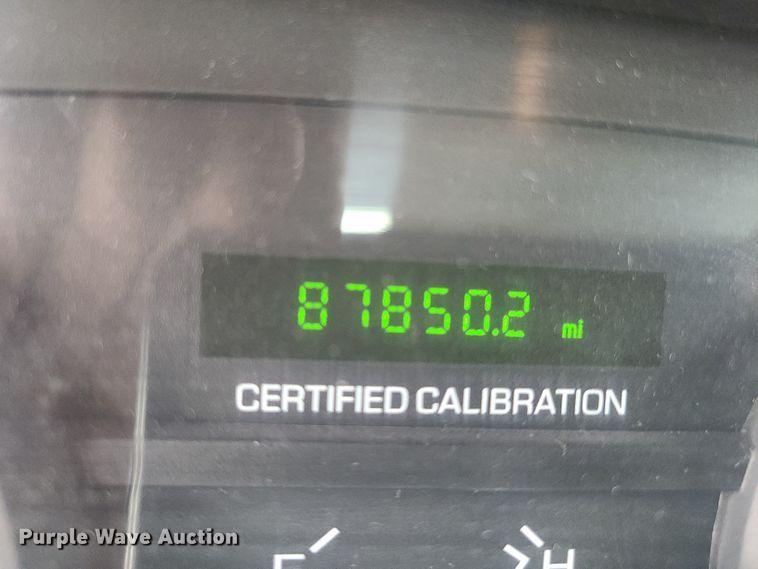 87850.2 mi
CERTIFIED CALIBRATION
F H
Purple Wave Auction